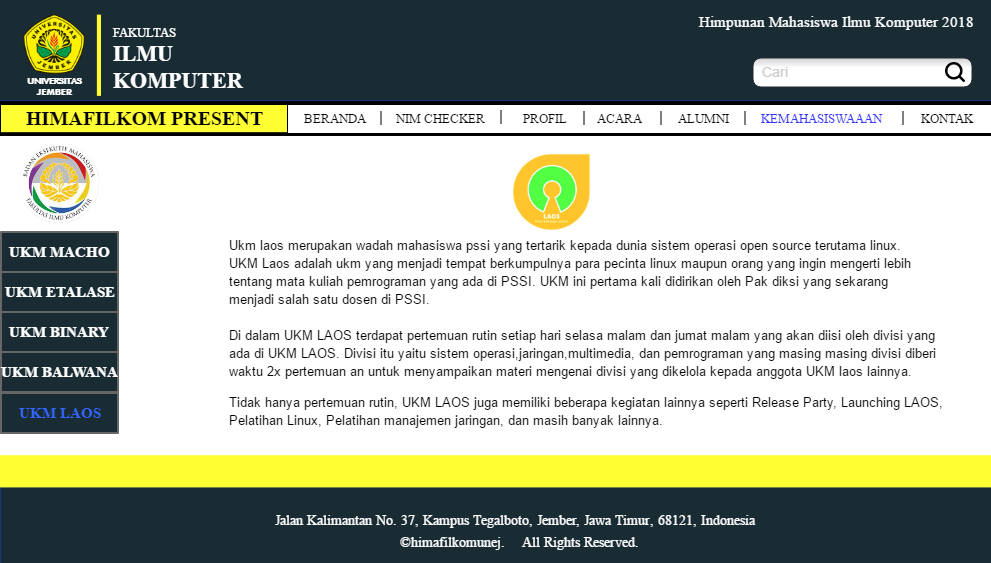 UNIVERSITAS
JEMBER
UNIVERSITAS
JEMBER
FAKULTAS
ILMU
KOMPUTER
Himpunan Mahasiswa Ilmu Komputer 2018
Cari
HIMAFILKOM PRESENT
BERANDA | NIM CHECKER | PROFIL | ACARA | ALUMNI | KEMAHASISWAAAN | KONTAK
BADAN EKSEKUTIF MAHASISWA
FAKULTAS ILMU KOMPUTER
LAOS
UKM MACHO
UKM ETALASE
UKM BINARY
UKM BALWANA
UKM LAOS
Ukm laos merupakan wadah mahasiswa pssi yang tertarik kepada dunia sistem operasi open source terutama linux.
UKM Laos adalah ukm yang menjadi tempat berkumpulnya para pecinta linux maupun orang yang ingin mengerti lebih
tentang mata kuliah pemrograman yang ada di PSSI. UKM ini pertama kali didirikan oleh Pak diksi yang sekarang
menjadi salah satu dosen di PSSI.
Di dalam UKM LAOS terdapat pertemuan rutin setiap hari selasa malam dan jumat malam yang akan diisi oleh divisi yang
ada di UKM LAOS. Divisi itu yaitu sistem operasi,jaringan,multimedia, dan pemrograman yang masing masing divisi diberi
waktu 2x pertemuan an untuk menyampaikan materi mengenai divisi yang dikelola kepada anggota UKM laos lainnya.
Tidak hanya pertemuan rutin, UKM LAOS juga memiliki beberapa kegiatan lainnya seperti Release Party, Launching LAOS,
Pelatihan Linux, Pelatihan manajemen jaringan, dan masih banyak lainnya.
Jalan Kalimantan No. 37, Kampus Tegalboto, Jember, Jawa Timur, 68121, Indonesia
©himafilkomunej. All Rights Reserved.